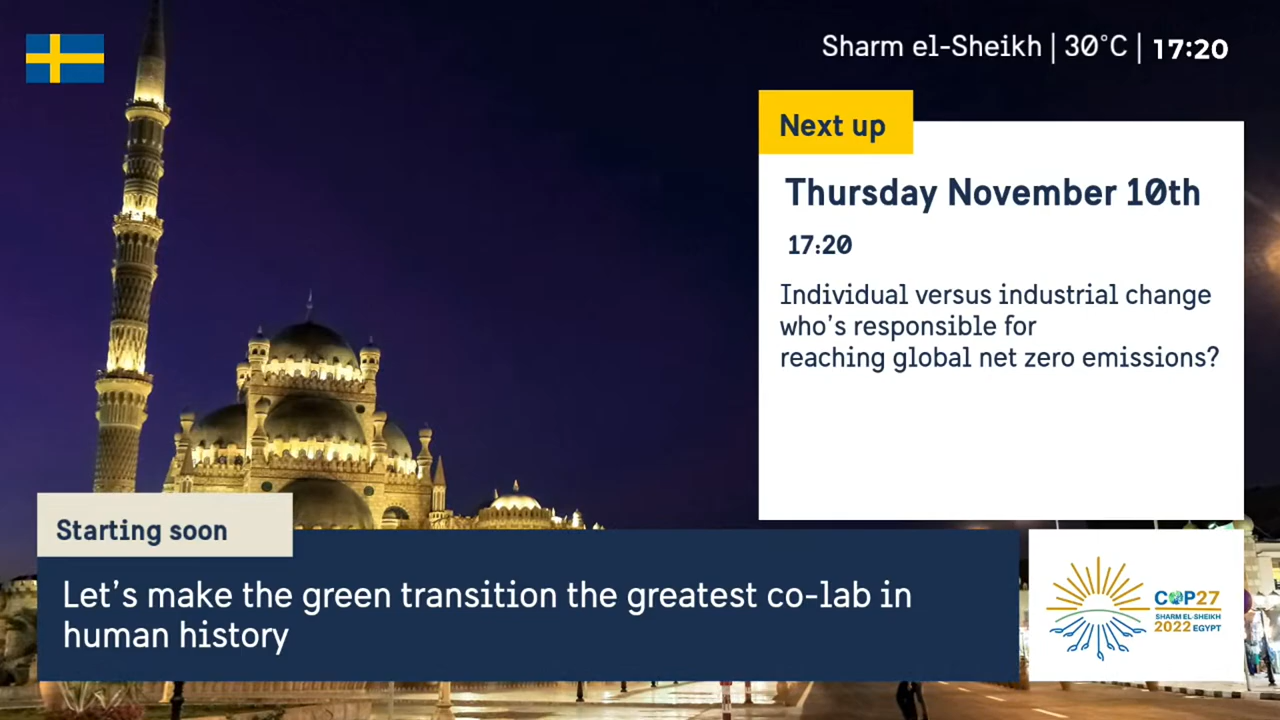 Sharm el-Sheikh | 30°C | 17:20
Next up
Thursday November 10th
17:20
Individual versus industrial change
who's responsible for
reaching global net zero emissions?
Starting soon
Let's make the green transition the greatest co-lab in
human history
COP27
SHARM EL-SHEIKH
2022 EGYPT